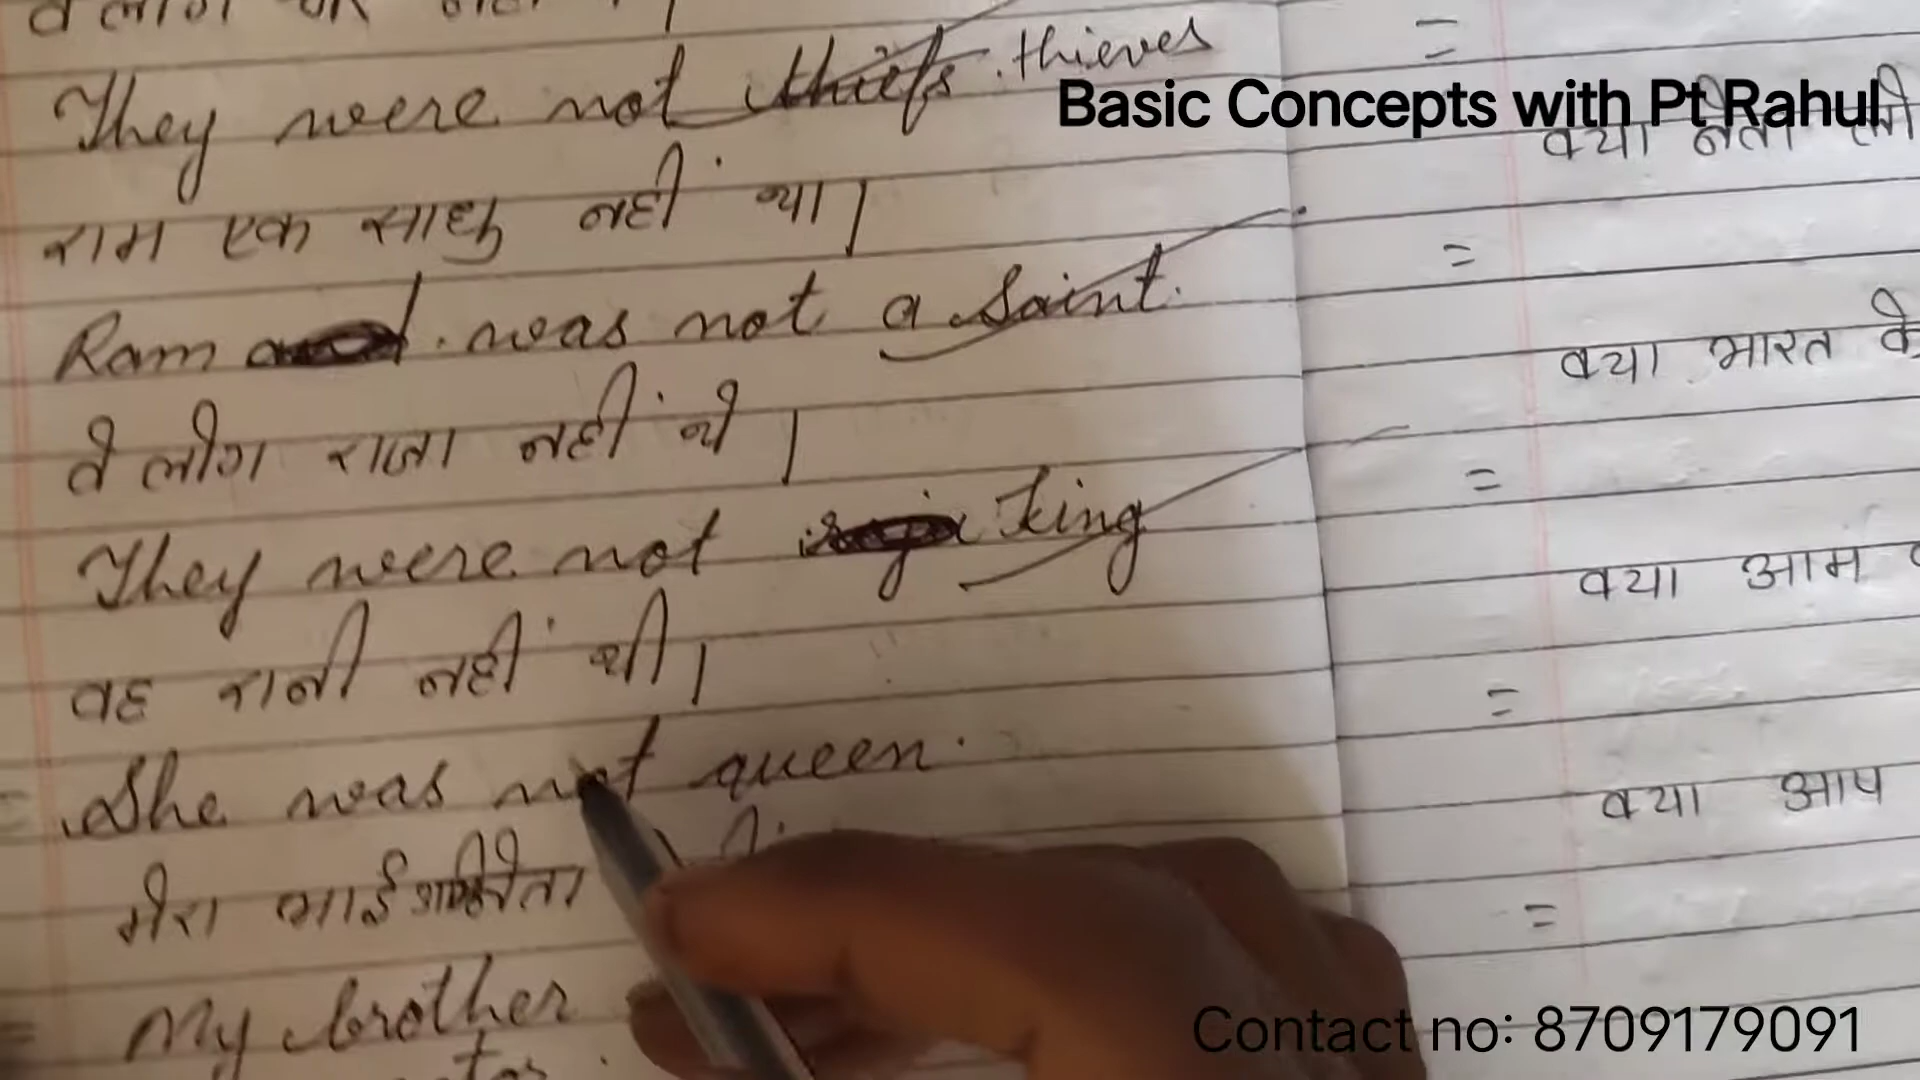 वे लोग चोर नहीं थे।
They were not thiefs. thieves
Basic Concepts with Pt Rahul
राम एक साधु नहीं था।
Ram was not a saint.
वे लोग राजा नहीं थे।
They were not king
वह रानी नहीं थी।
= She was not queen.
मेरा भाई
= My brother
=
क्या नेता
=
क्या भारत के
=
क्या आम
=
क्या आप
=
Contact no: 8709179091